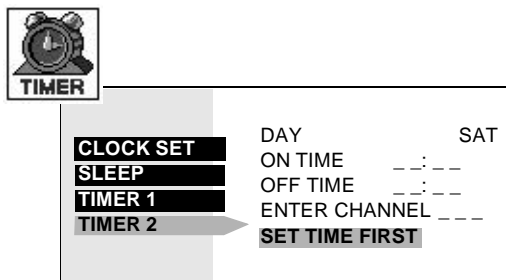 TIMER
CLOCK SET
SLEEP
TIMER 1
TIMER 2
DAY SAT
ON TIME _ _: _ _
OFF TIME _ _: _ _
ENTER CHANNEL _ _ _
SET TIME FIRST